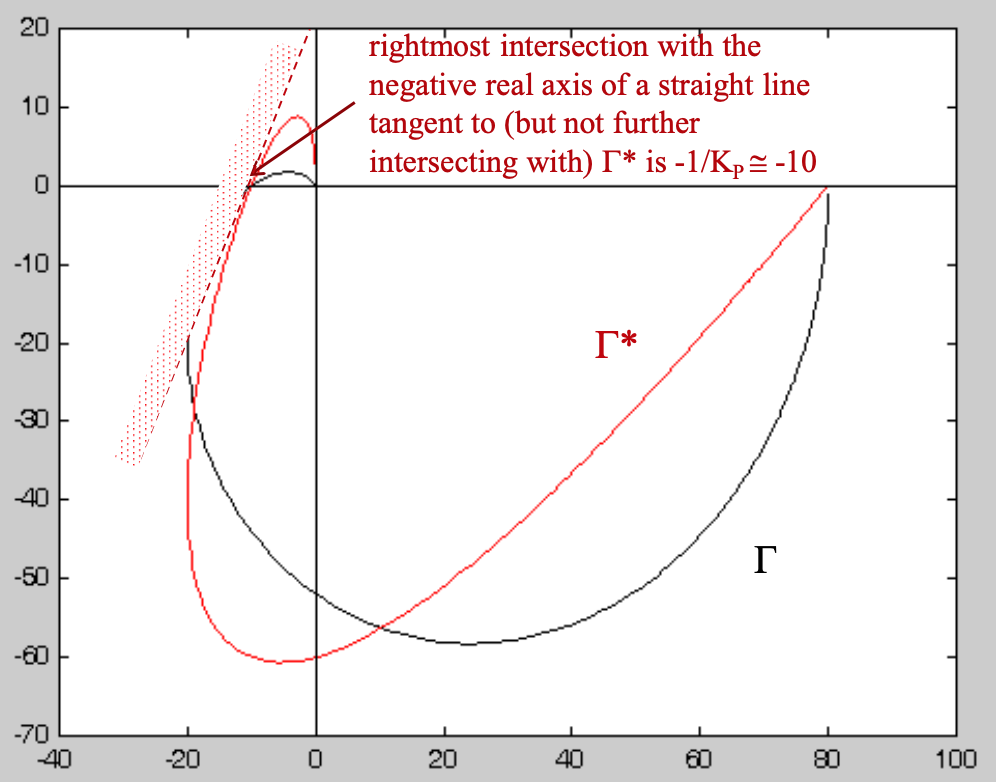 20
rightmost intersection with the
negative real axis of a straight line
10
tangent to (but not further
intersecting with) Γ* is -1/K_P ≅ -10
0
-10
-20
Γ*
-30
-40
Γ
-50
-60
-70
-40 -20 0 20 40 60 80 100